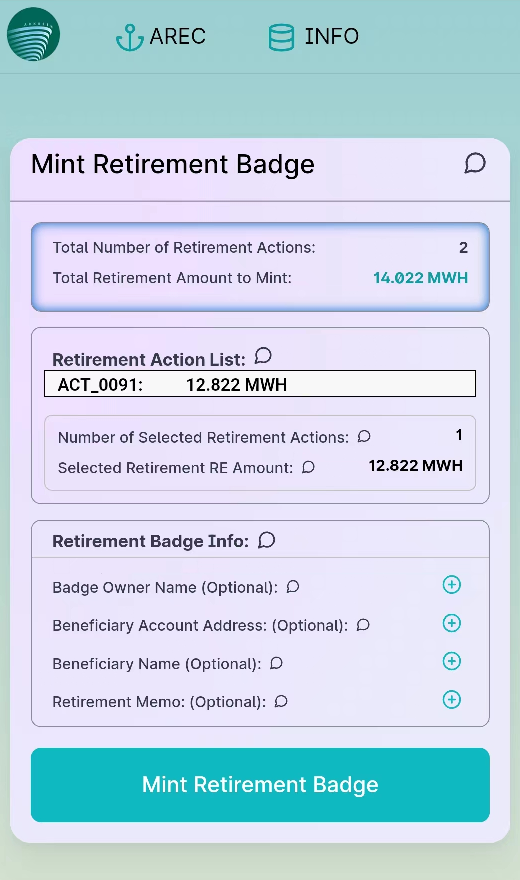 AREC INFO
Mint Retirement Badge
Total Number of Retirement Actions: 2
Total Retirement Amount to Mint: 14.022 MWH
Retirement Action List:
ACT_0091: 12.822 MWH
Number of Selected Retirement Actions: 1
Selected Retirement RE Amount: 12.822 MWH
Retirement Badge Info:
Badge Owner Name (Optional):
Beneficiary Account Address: (Optional):
Beneficiary Name (Optional):
Retirement Memo: (Optional):
Mint Retirement Badge